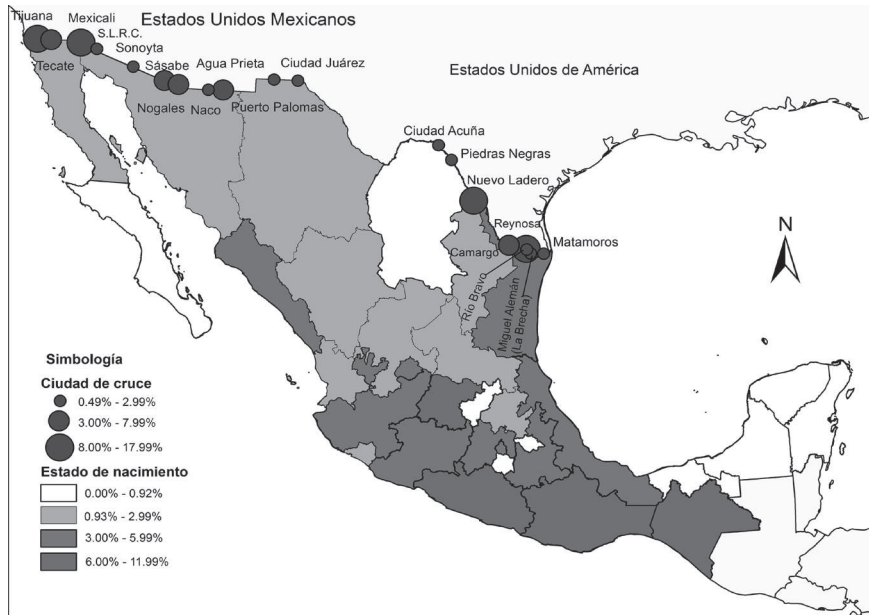 Estados Unidos Mexicanos
Tijuana
Mexicali
S.L.R.C.
Sonoyta
Tecate
Sásabe
Agua Prieta
Ciudad Juárez
Nogales
Naco
Puerto Palomas
Estados Unidos de América
Ciudad Acuña
Piedras Negras
Nuevo Ladero
Reynosa
Camargo
Matamoros
Río Bravo
Miguel Alemán
(La Brecha)
N
Simbología
Ciudad de cruce
0.49% - 2.99%
3.00% - 7.99%
8.00% - 17.99%
Estado de nacimiento
0.00% - 0.92%
0.93% - 2.99%
3.00% - 5.99%
6.00% - 11.99%